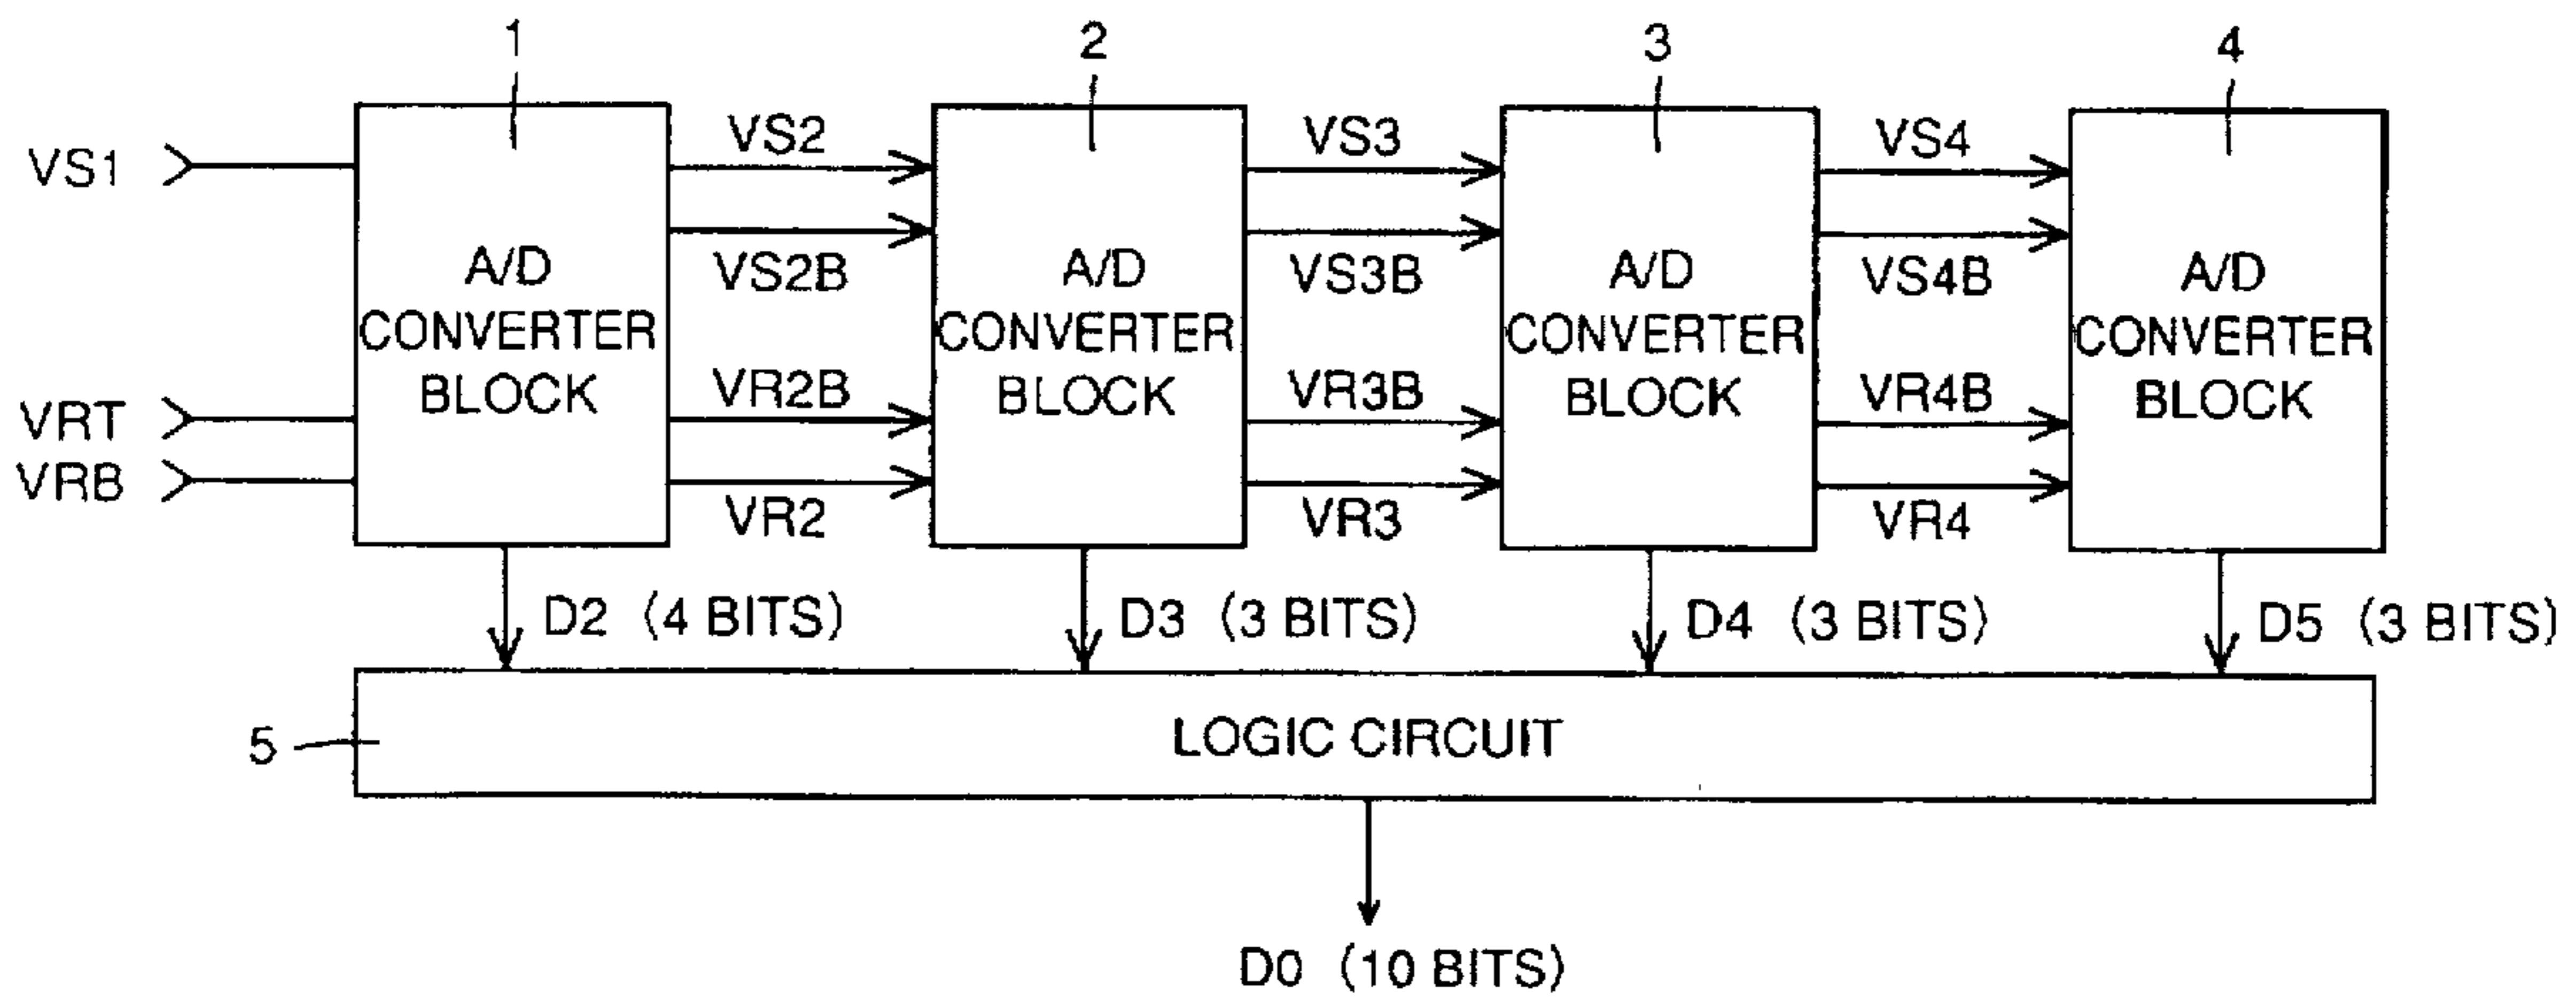 1
2
3
4
VS1
VS2
VS3
VS4
VS2B
VS3B
VS4B
A/D
CONVERTER
BLOCK
A/D
CONVERTER
BLOCK
A/D
CONVERTER
BLOCK
A/D
CONVERTER
BLOCK
VRT
VR2B
VR3B
VR4B
VRB
VR2
VR3
VR4
D2 (4 BITS)
D3 (3 BITS)
D4 (3 BITS)
D5 (3 BITS)
5
LOGIC CIRCUIT
D0 (10 BITS)